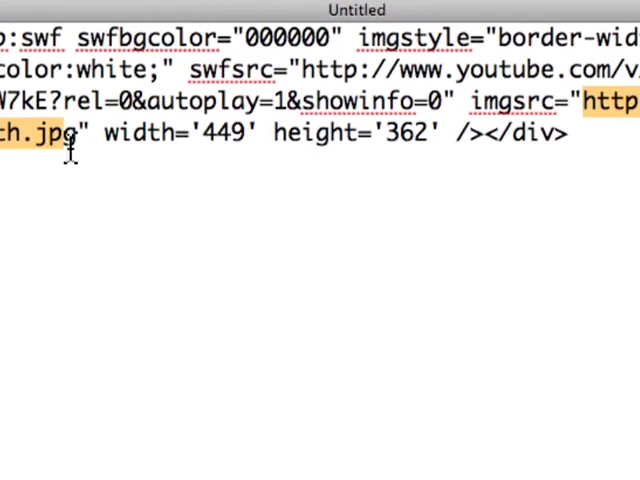 Untitled
:swf swfbgcolor="000000" imgstyle="border-wid
color:white;" swfsrc="http://www.youtube.com/v/
W7kE?rel=0&autoplay=1&showinfo=0" imgsrc="http
th.jpg" width='449' height='362' /></div>